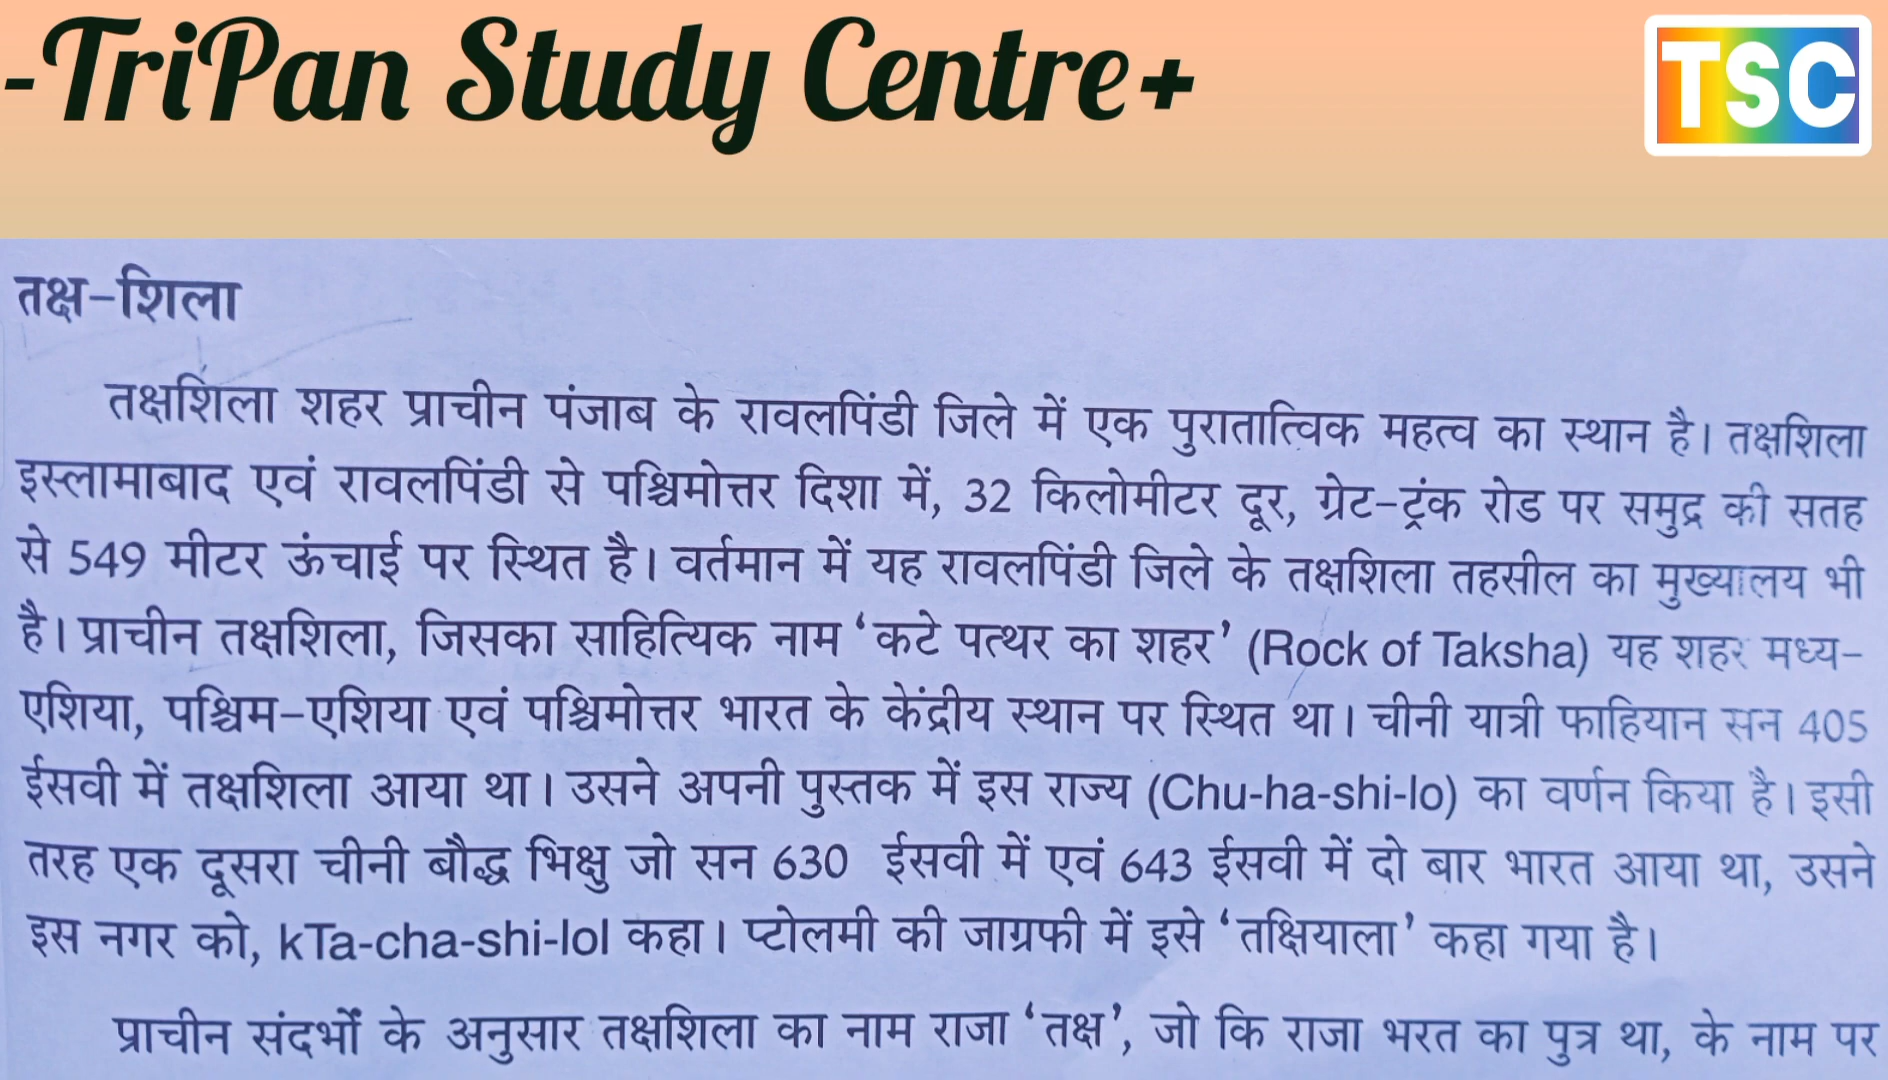 -TriPan Study Centre+
TSC
तक्ष-शिला
तक्षशिला शहर प्राचीन पंजाब के रावलपिंडी जिले में एक पुरातात्विक महत्व का स्थान है। तक्षशिला
इस्लामाबाद एवं रावलपिंडी से पश्चिमोत्तर दिशा में, 32 किलोमीटर दूर, ग्रेट-ट्रंक रोड पर समुद्र की सतह
से 549 मीटर ऊंचाई पर स्थित है। वर्तमान में यह रावलपिंडी जिले के तक्षशिला तहसील का मुख्यालय भी
है। प्राचीन तक्षशिला, जिसका साहित्यिक नाम ‘कटे पत्थर का शहर’ (Rock of Taksha) यह शहर मध्य-
एशिया, पश्चिम-एशिया एवं पश्चिमोत्तर भारत के केंद्रीय स्थान पर स्थित था। चीनी यात्री फाहियान सन 405
ईसवी में तक्षशिला आया था। उसने अपनी पुस्तक में इस राज्य (Chu-ha-shi-lo) का वर्णन किया है। इसी
तरह एक दूसरा चीनी बौद्ध भिक्षु जो सन 630 ईसवी में एवं 643 ईसवी में दो बार भारत आया था, उसने
इस नगर को, kTa-cha-shi-lol कहा। प्टोलमी की जाग्रफी में इसे ‘तक्षियाला’ कहा गया है।
प्राचीन संदर्भों के अनुसार तक्षशिला का नाम राजा ‘तक्ष’, जो कि राजा भरत का पुत्र था, के नाम पर